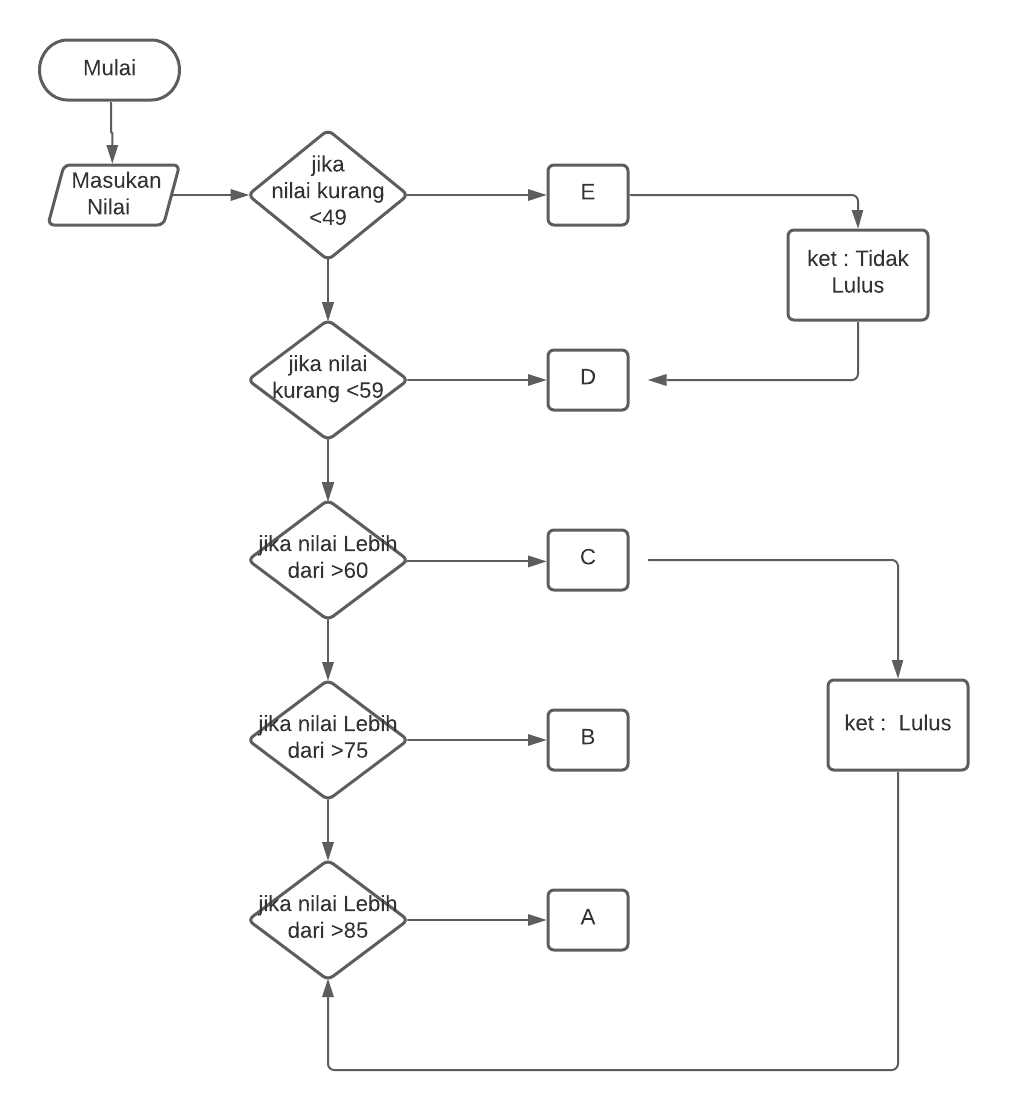 Mulai
Masukan
Nilai
jika
nilai kurang
<49
E
ket : Tidak
Lulus
jika nilai
kurang <59
D
jika nilai Lebih
dari >60
C
jika nilai Lebih
dari >75
B
ket :  Lulus
jika nilai Lebih
dari >85
A